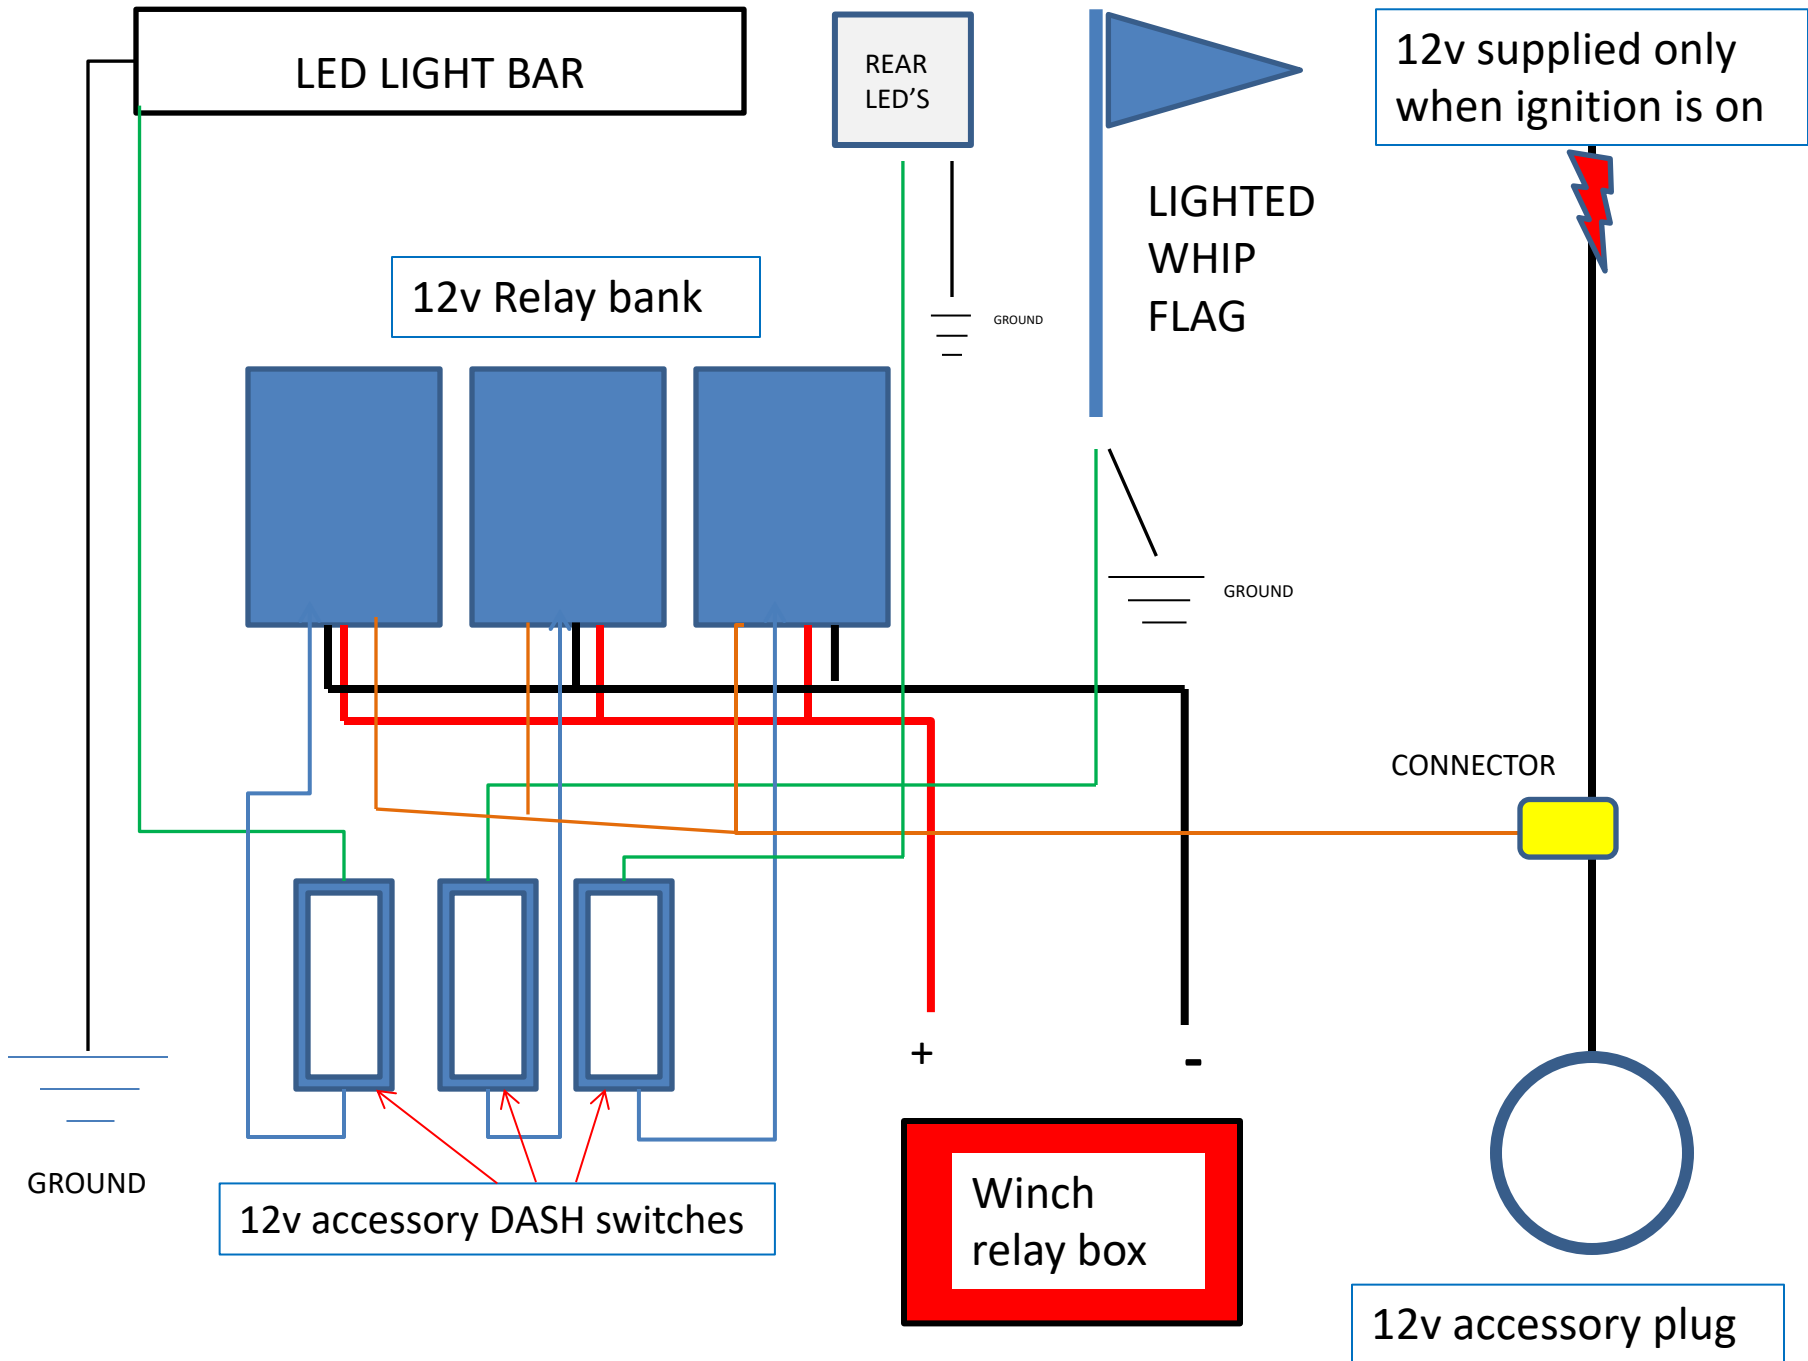 LED LIGHT BAR
REAR
LED'S
12v supplied only
when ignition is on
LIGHTED
WHIP
FLAG
12v Relay bank
GROUND
GROUND
CONNECTOR
+
-
GROUND
12v accessory DASH switches
Winch
relay box
12v accessory plug